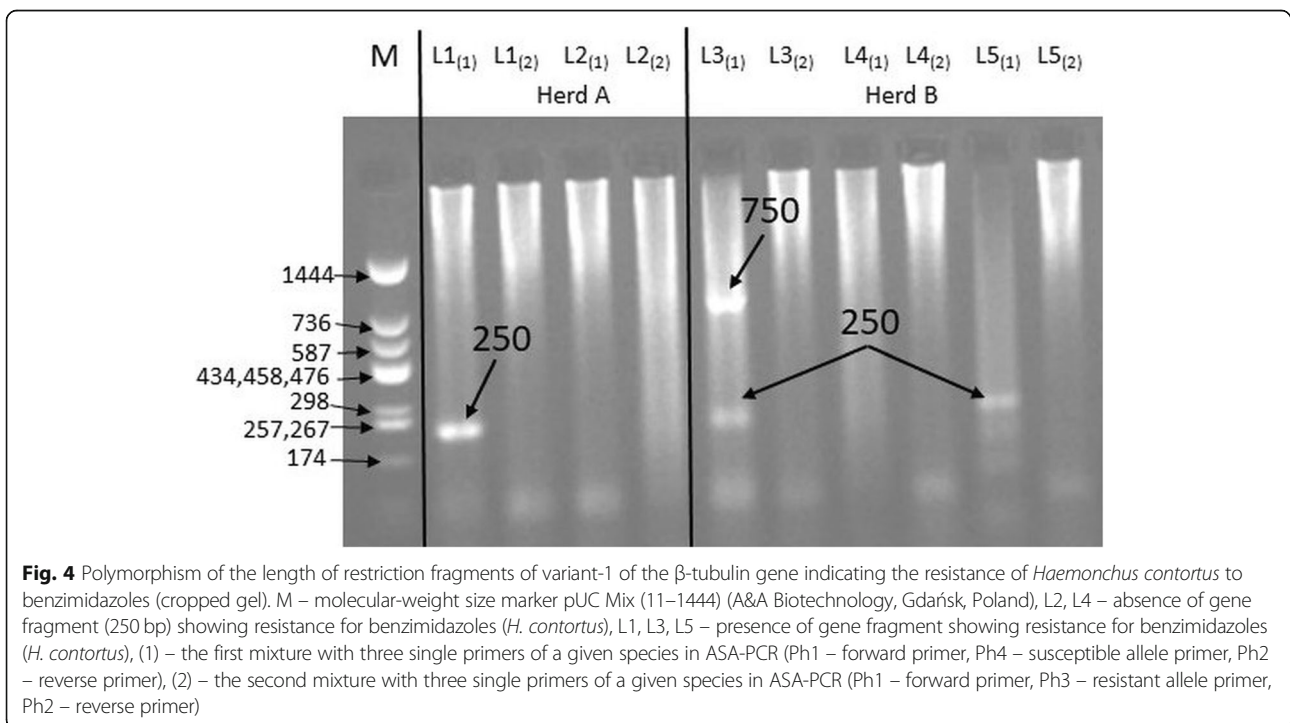 M L1(1) L1(2) L2(1) L2(2) L3(1) L3(2) L4(1) L4(2) L5(1) L5(2)
Herd A Herd B
750
1444
250
736
250
587
434,458,476
298
257,267
174
Fig. 4 Polymorphism of the length of restriction fragments of variant-1 of the β-tubulin gene indicating the resistance of Haemonchus contortus to
benzimidazoles (cropped gel). M – molecular-weight size marker pUC Mix (11–1444) (A&A Biotechnology, Gdańsk, Poland), L2, L4 – absence of gene
fragment (250 bp) showing resistance for benzimidazoles (H. contortus), L1, L3, L5 – presence of gene fragment showing resistance for benzimidazoles
(H. contortus), (1) – the first mixture with three single primers of a given species in ASA-PCR (Ph1 – forward primer, Ph4 – susceptible allele primer, Ph2
– reverse primer), (2) – the second mixture with three single primers of a given species in ASA-PCR (Ph1 – forward primer, Ph3 – resistant allele primer,
Ph2 – reverse primer)